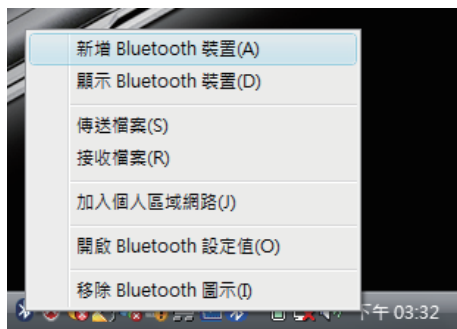 新增 Bluetooth 裝置(A)
顯示 Bluetooth 裝置(D)
傳送檔案(S)
接收檔案(R)
加入個人區域網路(J)
開啟 Bluetooth 設定值(O)
移除 Bluetooth 圖示(I)
下午 03:32